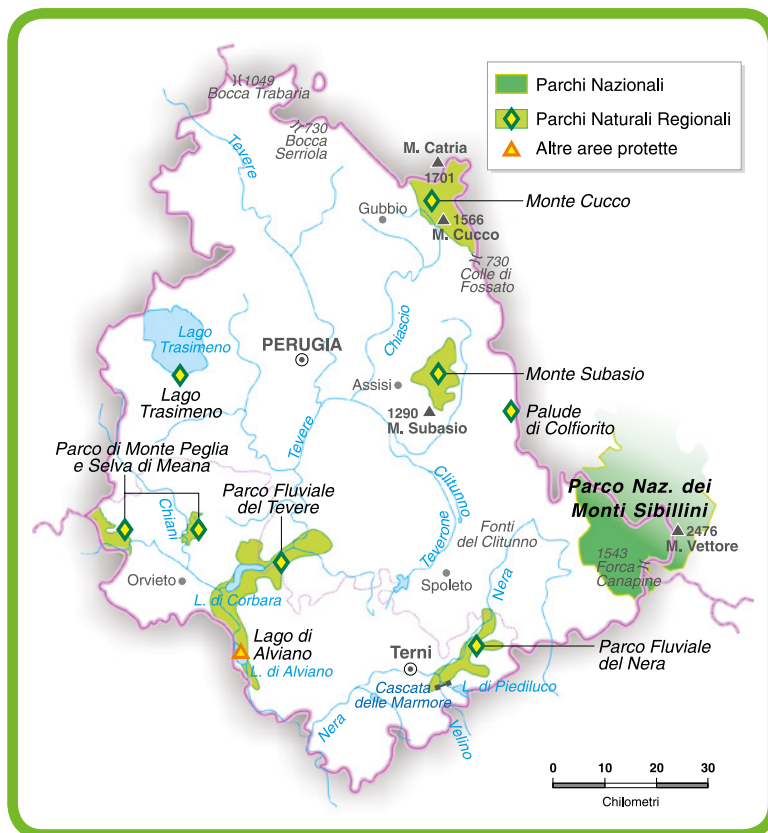 1049
Bocca Trabaria
730
Bocca
Serriola
Tevere
Parchi Nazionali
Parchi Naturali Regionali
Altre aree protette
M. Catria
1701
Monte Cucco
Gubbio
1566
M. Cucco
730
Colle di
Fossato
Lago
Trasimeno
PERUGIA
Chiascio
Lago
Trasimeno
Assisi
Monte Subasio
1290
M. Subasio
Palude
di Colfiorito
Tevere
Parco di Monte Peglia
e Selva di Meana
Chiani
Parco Fluviale
del Tevere
Clitunno
Teverone
Fonti
del Clitunno
Parco Naz. dei
Monti Sibillini
2476
M. Vettore
1543
Forca
Canapine
Orvieto
L. di Corbara
Spoleto
Nera
Lago di
Alviano
L. di Alviano
Terni
Parco Fluviale
del Nera
Cascata
delle Marmore
L. di Piediluco
Nera
Velino
0 10 20 30
Chilometri